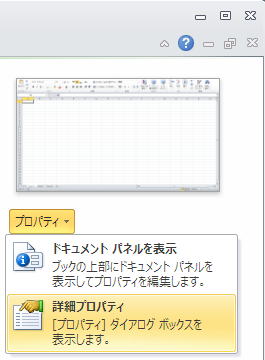 プロパティ
ドキュメント パネルを表示
ブックの上部にドキュメント パネルを
表示してプロパティを編集します。
詳細プロパティ
[プロパティ] ダイアログ ボックスを
表示します。